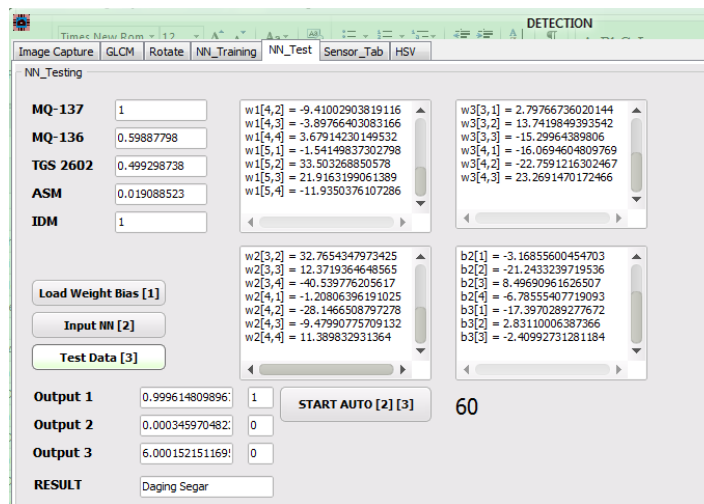 DETECTION
Times New Rom 12
Image Capture GLCM Rotate NN_Training NN_Test Sensor_Tab HSV
NN_Testing
MQ-137 1
MQ-136 0.59887798
TGS 2602 0.499298738
ASM 0.019088523
IDM 1
w1[4,2] = -9.41002903819116
w1[4,3] = -3.89766403083166
w1[4,4] = 3.67914230149532
w1[5,1] = -1.54149837302798
w1[5,2] = 33.503268850578
w1[5,3] = 21.9163199061389
w1[5,4] = -11.9350376107286
w3[3,1] = 2.79766736020144
w3[3,2] = 13.7419849393542
w3[3,3] = -15.29964389806
w3[4,1] = -16.0694604809769
w3[4,2] = -22.7591216302467
w3[4,3] = 23.2691470172466
w2[3,2] = 32.7654347973425
w2[3,3] = 12.3719364648565
w2[3,4] = -40.539776205617
w2[4,1] = -1.20806396191025
w2[4,2] = -28.1466508797278
w2[4,3] = -9.47990775709132
w2[4,4] = 11.389832931364
b2[1] = -3.16855600454703
b2[2] = -21.2433239719536
b2[3] = 8.49690961626507
b2[4] = -6.78555407719093
b3[1] = -17.3970289277672
b3[2] = 2.83110006387366
b3[3] = -2.40992731281184
Load Weight Bias [1]
Input NN [2]
Test Data [3]
Output 1 0.999614809896 1
Output 2 0.000345970482 0
Output 3 6.000152151169 0
START AUTO [2] [3]
60
RESULT Daging Segar